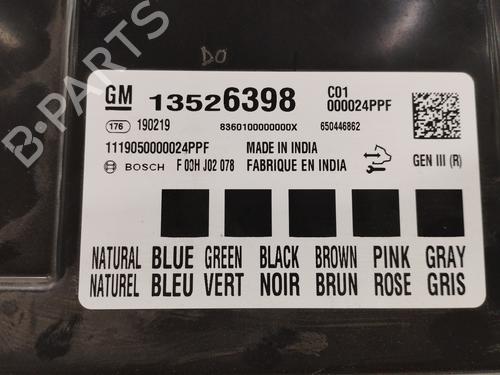 DO
B-PARTS
GM 13526398 C01
000024PPF
176 190219 8360100000000X 650446862
1119050000024PPF MADE IN INDIA
BOSCH F 00H J02 078 FABRIQUE EN INDIA GEN III (R)
NATURAL BLUE GREEN BLACK BROWN PINK GRAY
NATUREL BLEU VERT NOIR BRUN ROSE GRIS